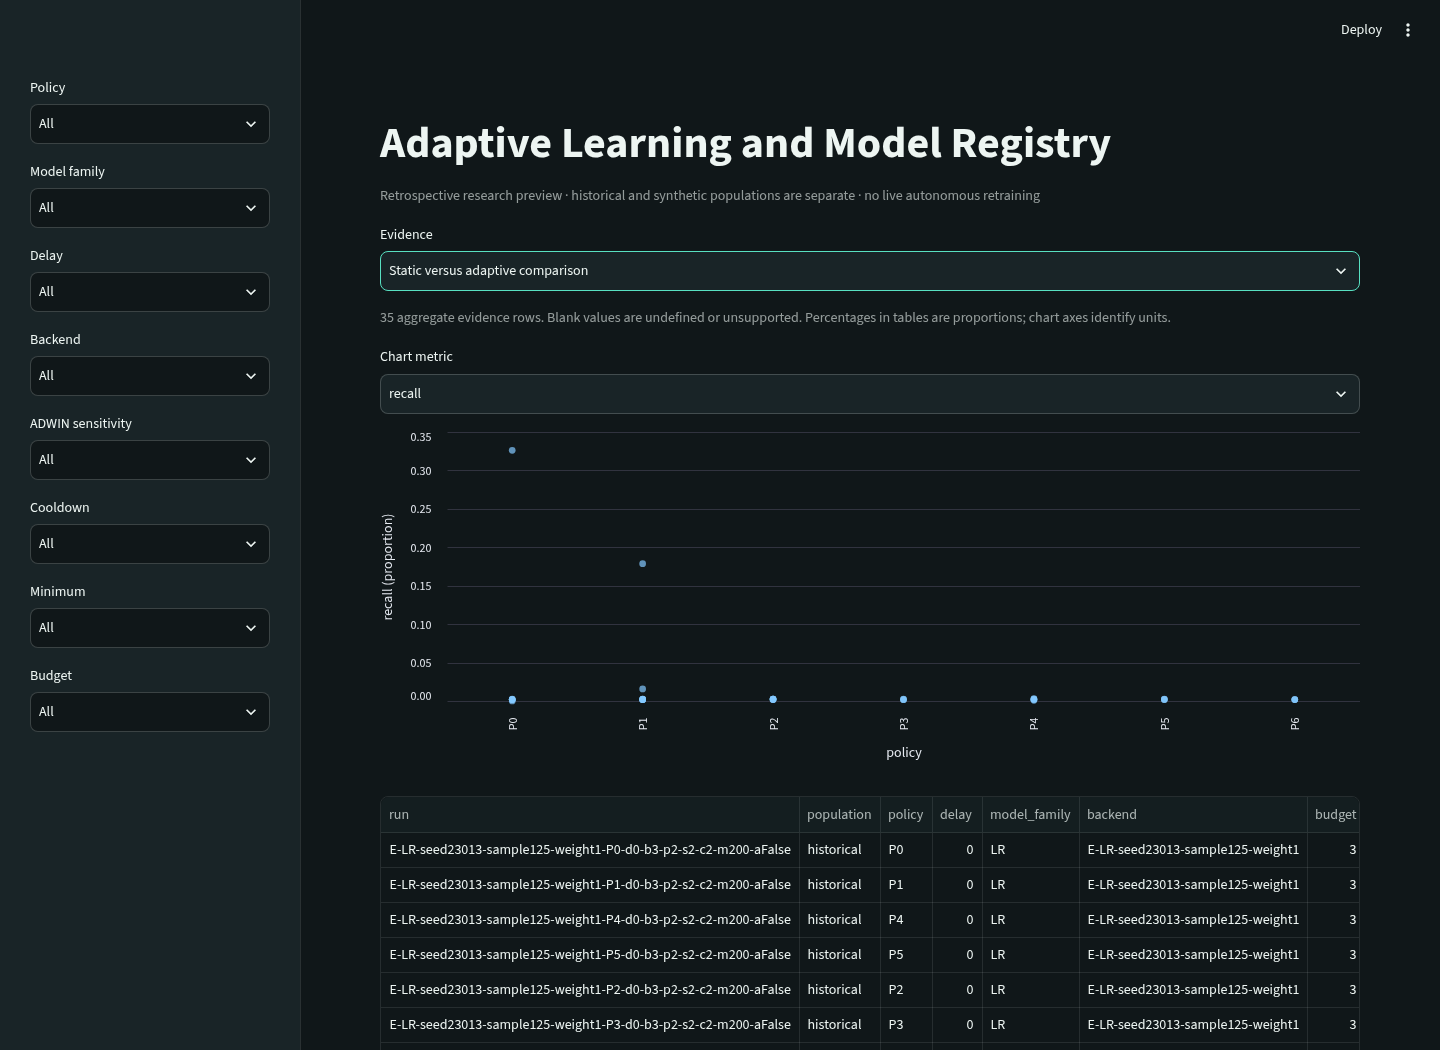 Deploy
Policy
All
Model family
All
Delay
All
Backend
All
ADWIN sensitivity
All
Cooldown
All
Minimum
All
Budget
All
Adaptive Learning and Model Registry
Retrospective research preview · historical and synthetic populations are separate · no live autonomous retraining
Evidence
Static versus adaptive comparison
35 aggregate evidence rows. Blank values are undefined or unsupported. Percentages in tables are proportions; chart axes identify units.
Chart metric
recall
recall (proportion)
0.35
0.30
0.25
0.20
0.15
0.10
0.05
0.00
P0 P1 P2 P3 P4 P5 P6
policy
run population policy delay model_family backend budget
E-LR-seed23013-sample125-weight1-P0-d0-b3-p2-s2-c2-m200-aFalse historical P0 0 LR E-LR-seed23013-sample125-weight1 3
E-LR-seed23013-sample125-weight1-P1-d0-b3-p2-s2-c2-m200-aFalse historical P1 0 LR E-LR-seed23013-sample125-weight1 3
E-LR-seed23013-sample125-weight1-P4-d0-b3-p2-s2-c2-m200-aFalse historical P4 0 LR E-LR-seed23013-sample125-weight1 3
E-LR-seed23013-sample125-weight1-P5-d0-b3-p2-s2-c2-m200-aFalse historical P5 0 LR E-LR-seed23013-sample125-weight1 3
E-LR-seed23013-sample125-weight1-P2-d0-b3-p2-s2-c2-m200-aFalse historical P2 0 LR E-LR-seed23013-sample125-weight1 3
E-LR-seed23013-sample125-weight1-P3-d0-b3-p2-s2-c2-m200-aFalse historical P3 0 LR E-LR-seed23013-sample125-weight1 3